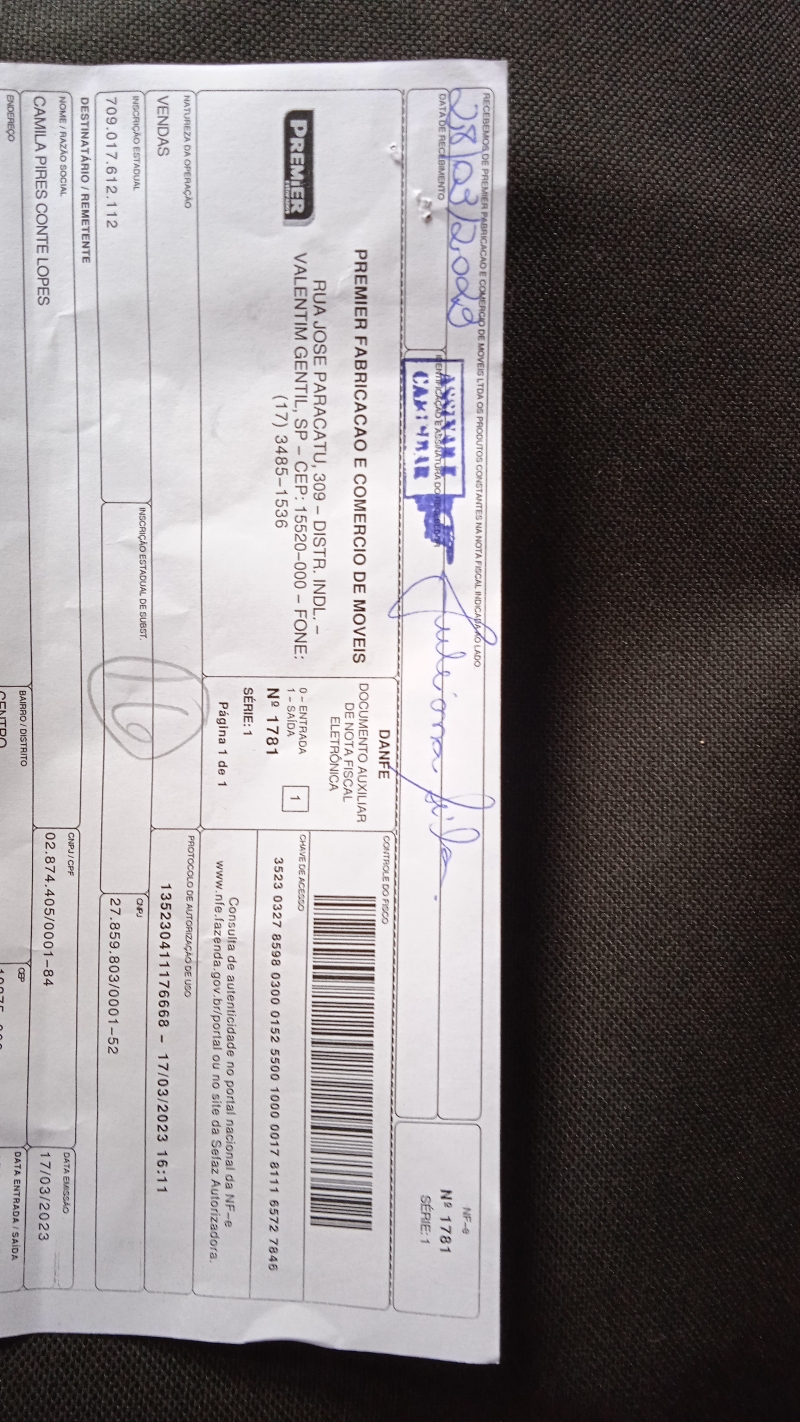 RECEBEMOS DE PREMIER FABRICACAO E COMERCIO DE MOVEIS LTDA OS PRODUTOS CONSTANTES NA NOTA FISCAL INDICADA AO LADO
DATA DE RECEBIMENTO
28/03/2023
IDENTIFICAÇÃO E ASSINATURA DO
ASSINAR E
CARIMBAR
NF-e
Nº 1781
SÉRIE: 1
PREMIER
PREMIER FABRICACAO E COMERCIO DE MOVEIS
RUA JOSE PARACATU, 309 - DISTR. INDL. -
VALENTIM GENTIL, SP - CEP: 15520-000 - FONE:
(17) 3485-1536
DANFE
DOCUMENTO AUXILIAR
DE NOTA FISCAL
ELETRÔNICA
0 - ENTRADA
1 - SAÍDA
1
Nº 1781
SÉRIE: 1
Página 1 de 1
CONTROLE DO FISCO
CHAVE DE ACESSO
3523 0327 8598 0300 0152 5500 1000 0017 8111 6572 7846
Consulta de autenticidade no portal nacional da NF-e
www.nfe.fazenda.gov.br/portal ou no site da Sefaz Autorizadora.
NATUREZA DA OPERAÇÃO
VENDAS
PROTOCOLO DE AUTORIZAÇÃO DE USO
135230411176668 - 17/03/2023 16:11
INSCRIÇÃO ESTADUAL
709.017.612.112
INSCRIÇÃO ESTADUAL DE SUBST.
16
CNPJ
27.859.803/0001-52
DESTINATÁRIO / REMETENTE
NOME / RAZÃO SOCIAL
CAMILA PIRES CONTE LOPES
CNPJ / CPF
02.874.405/0001-84
DATA EMISSÃO
17/03/2023
ENDEREÇO
BAIRRO / DISTRITO
CENTRO
CEP
DATA ENTRADA / SAÍDA